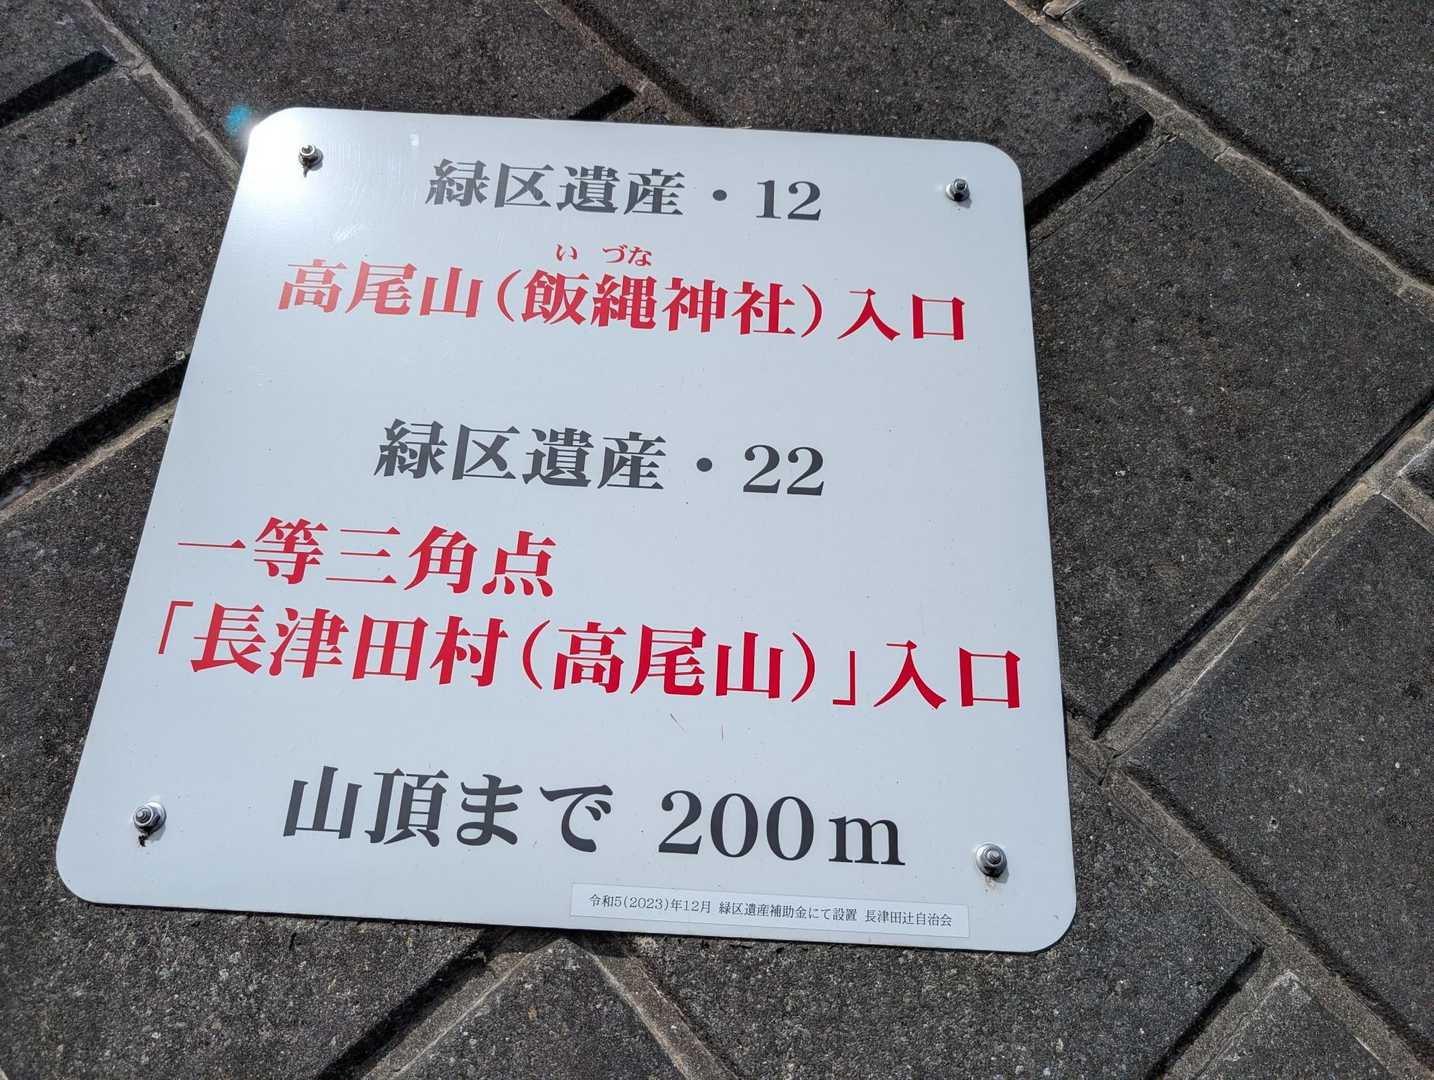 緑区遺産・12
いづな
高尾山(飯縄神社)入口
緑区遺産・22
一等三角点
「長津田村(高尾山)」入口
山頂まで 200m
令和5(2023)年12月 緑区遺産補助金にて設置 長津田辻自治会